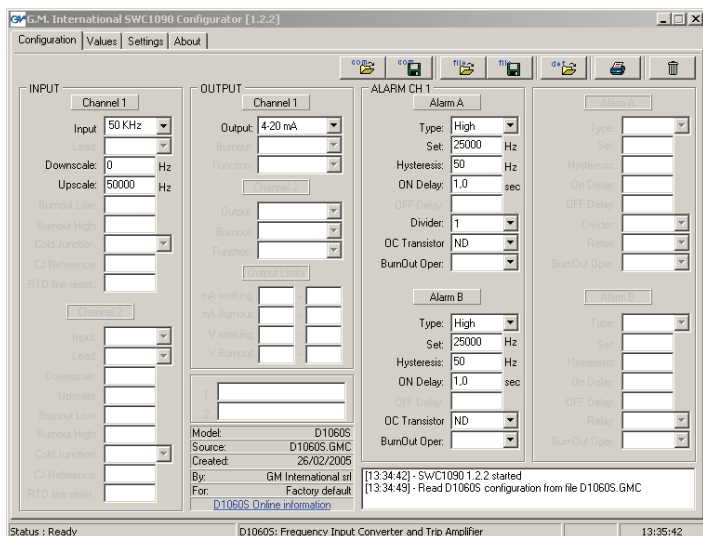 G.M. International SWC1090 Configurator [1.2.2]
Configuration Values Settings About
com com file file def
INPUT
Channel 1
Input 50 KHz
Lead:
Downscale: 0 Hz
Upscale: 50000 Hz
Burnout Low:
Burnout High:
Cold Junction:
CJ Reference:
RTD line resist.:
Channel 2
Input:
Lead:
Downscale:
Upscale:
Burnout Low:
Burnout High:
Cold Junction:
CJ Reference:
RTD line resist.:
OUTPUT
Channel 1
Output: 4-20 mA
Burnout:
Function:
Channel 2
Output:
Burnout:
Function:
Output Limits
mA working: -
mA Burnout: -
V working: -
V Burnout: -
1:
2:
Model: D1060S
Source: D1060S.GMC
Created: 26/02/2005
By: GM International srl
For: Factory default
D1060S Online information
ALARM CH 1
Alarm A
Type: High
Set: 25000 Hz
Hysteresis: 50 Hz
ON Delay: 1,0 sec
OFF Delay:
Divider: 1
OC Transistor ND
BurnOut Oper:
Alarm B
Type: High
Set: 25000 Hz
Hysteresis: 50 Hz
ON Delay: 1,0 sec
OFF Delay:
OC Transistor ND
BurnOut Oper:
Alarm A
Type:
Set:
Hysteresis:
On Delay:
OFF Delay:
Divider:
Relay:
BurnOut Oper:
Alarm B
Type:
Set:
Hysteresis:
On Delay:
OFF Delay:
Relay:
BurnOut Oper:
[13:34:42] - SWC1090 1.2.2 started
[13:34:49] - Read D1060S configuration from file D1060S.GMC
Status : Ready D1060S: Frequency Input Converter and Trip Amplifier 13:35:42